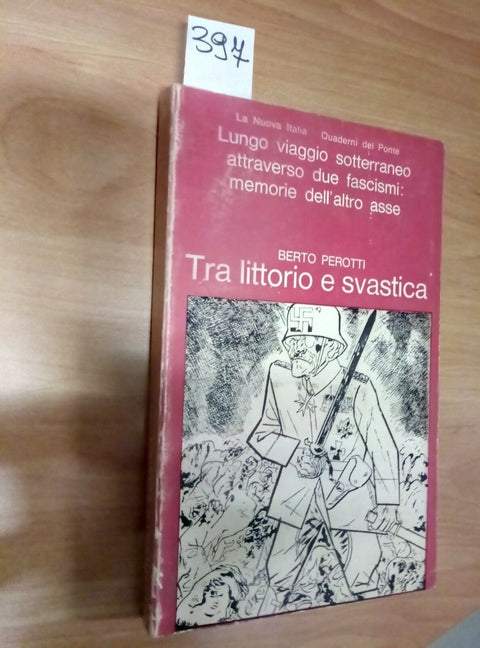 397
La Nuova Italia Quaderni del Ponte
Lungo viaggio sotterraneo
attraverso due fascismi:
memorie dell'altro asse
BERTO PEROTTI
Tra littorio e svastica